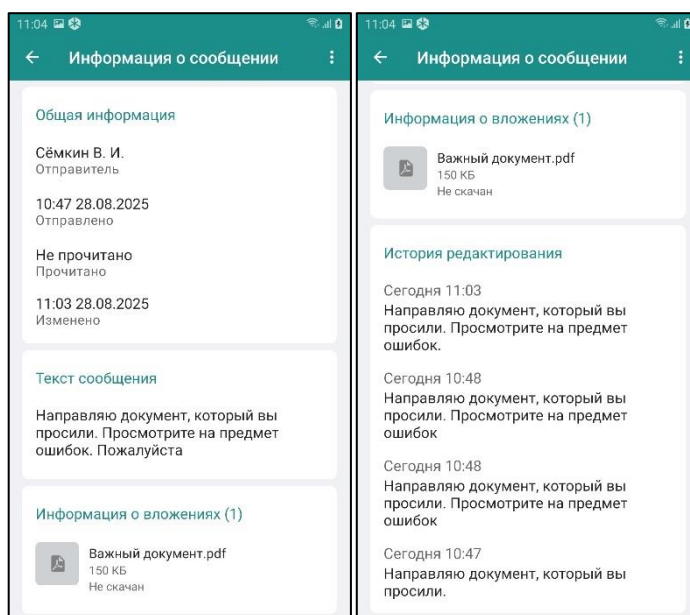 11:04
Информация о сообщении
Общая информация
Сёмкин В. И.
Отправитель
10:47 28.08.2025
Отправлено
Не прочитано
Прочитано
11:03 28.08.2025
Изменено
Текст сообщения
Направляю документ, который вы
просили. Просмотрите на предмет
ошибок. Пожалуйста
Информация о вложениях (1)
Важный документ.pdf
150 КБ
Не скачан
11:04
Информация о сообщении
Информация о вложениях (1)
Важный документ.pdf
150 КБ
Не скачан
История редактирования
Сегодня 11:03
Направляю документ, который вы
просили. Просмотрите на предмет
ошибок.
Сегодня 10:48
Направляю документ, который вы
просили. Просмотрите на предмет
ошибок
Сегодня 10:48
Направляю документ, который вы
просили. Просмотрите на предмет
ошибок
Сегодня 10:47
Направляю документ, который вы
просили.